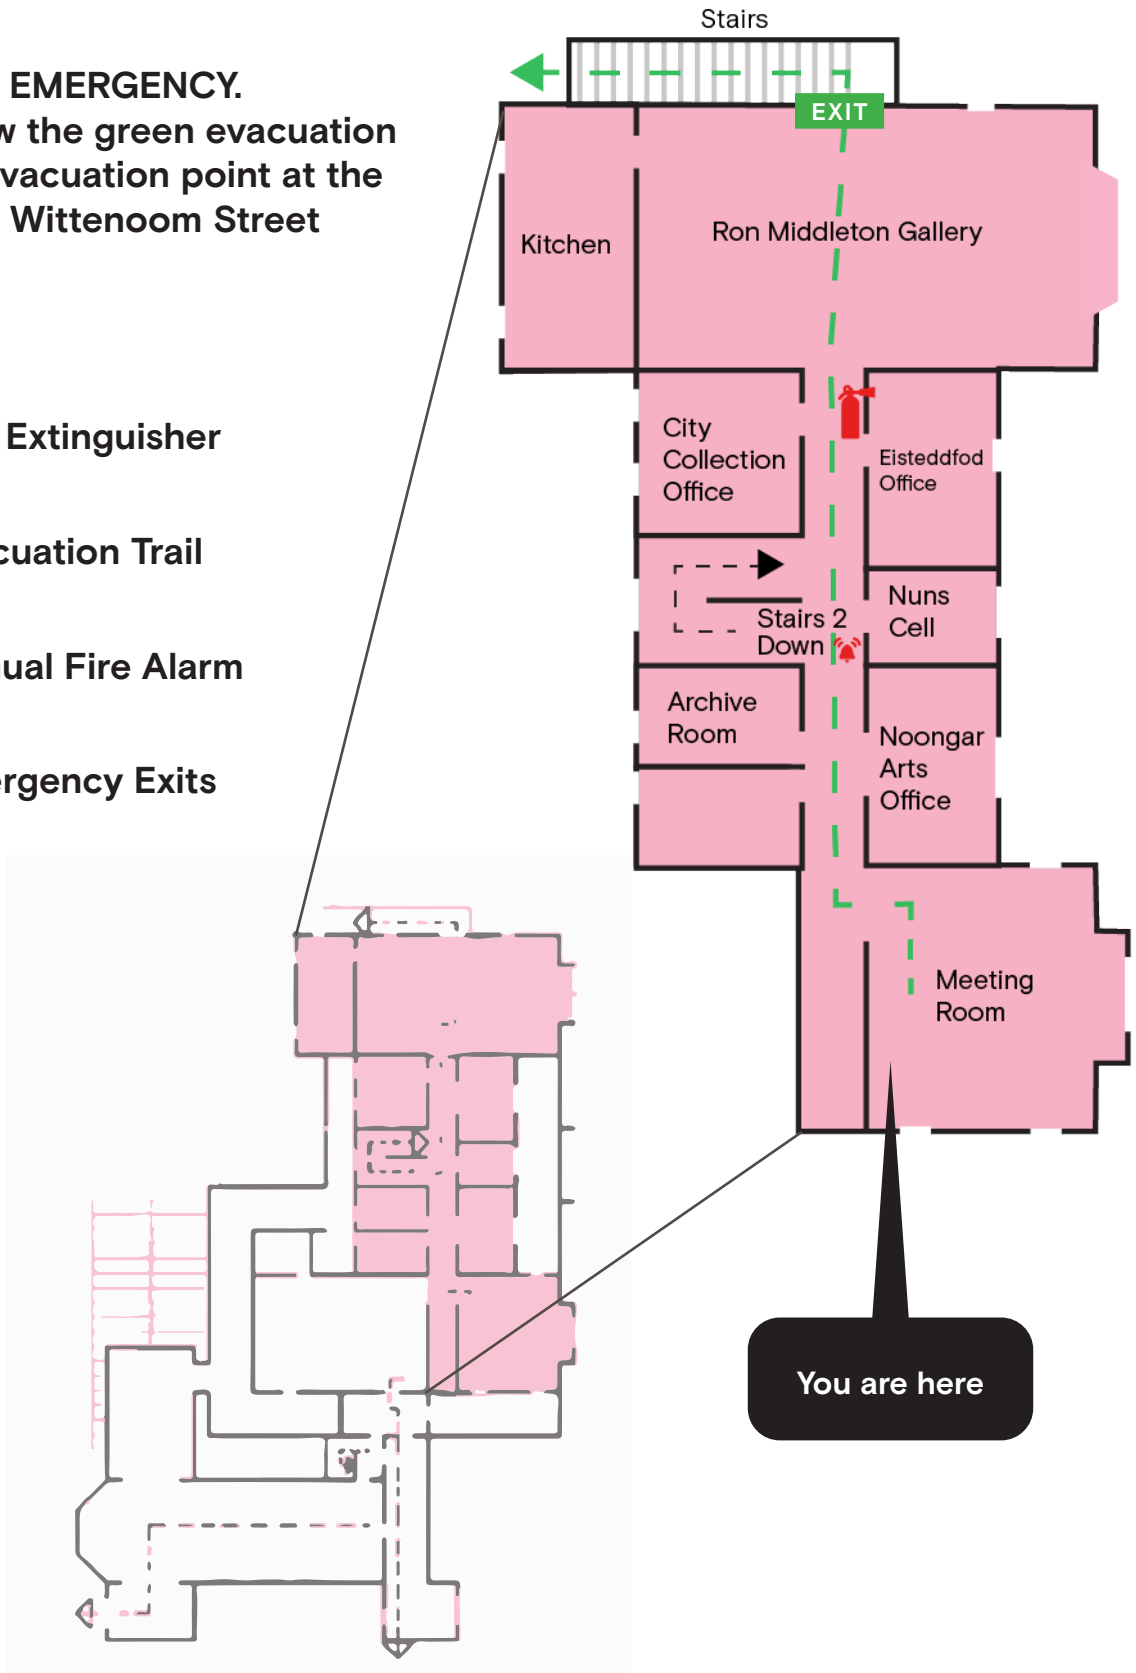 EMERGENCY.
w the green evacuation
vacuation point at the
Wittenoom Street
Extinguisher
cuation Trail
ual Fire Alarm
ergency Exits
Stairs
EXIT
Kitchen
Ron Middleton Gallery
City
Collection
Office
Eisteddfod
Office
Stairs 2
Down
Nuns
Cell
Archive
Room
Noongar
Arts
Office
Meeting
Room
You are here